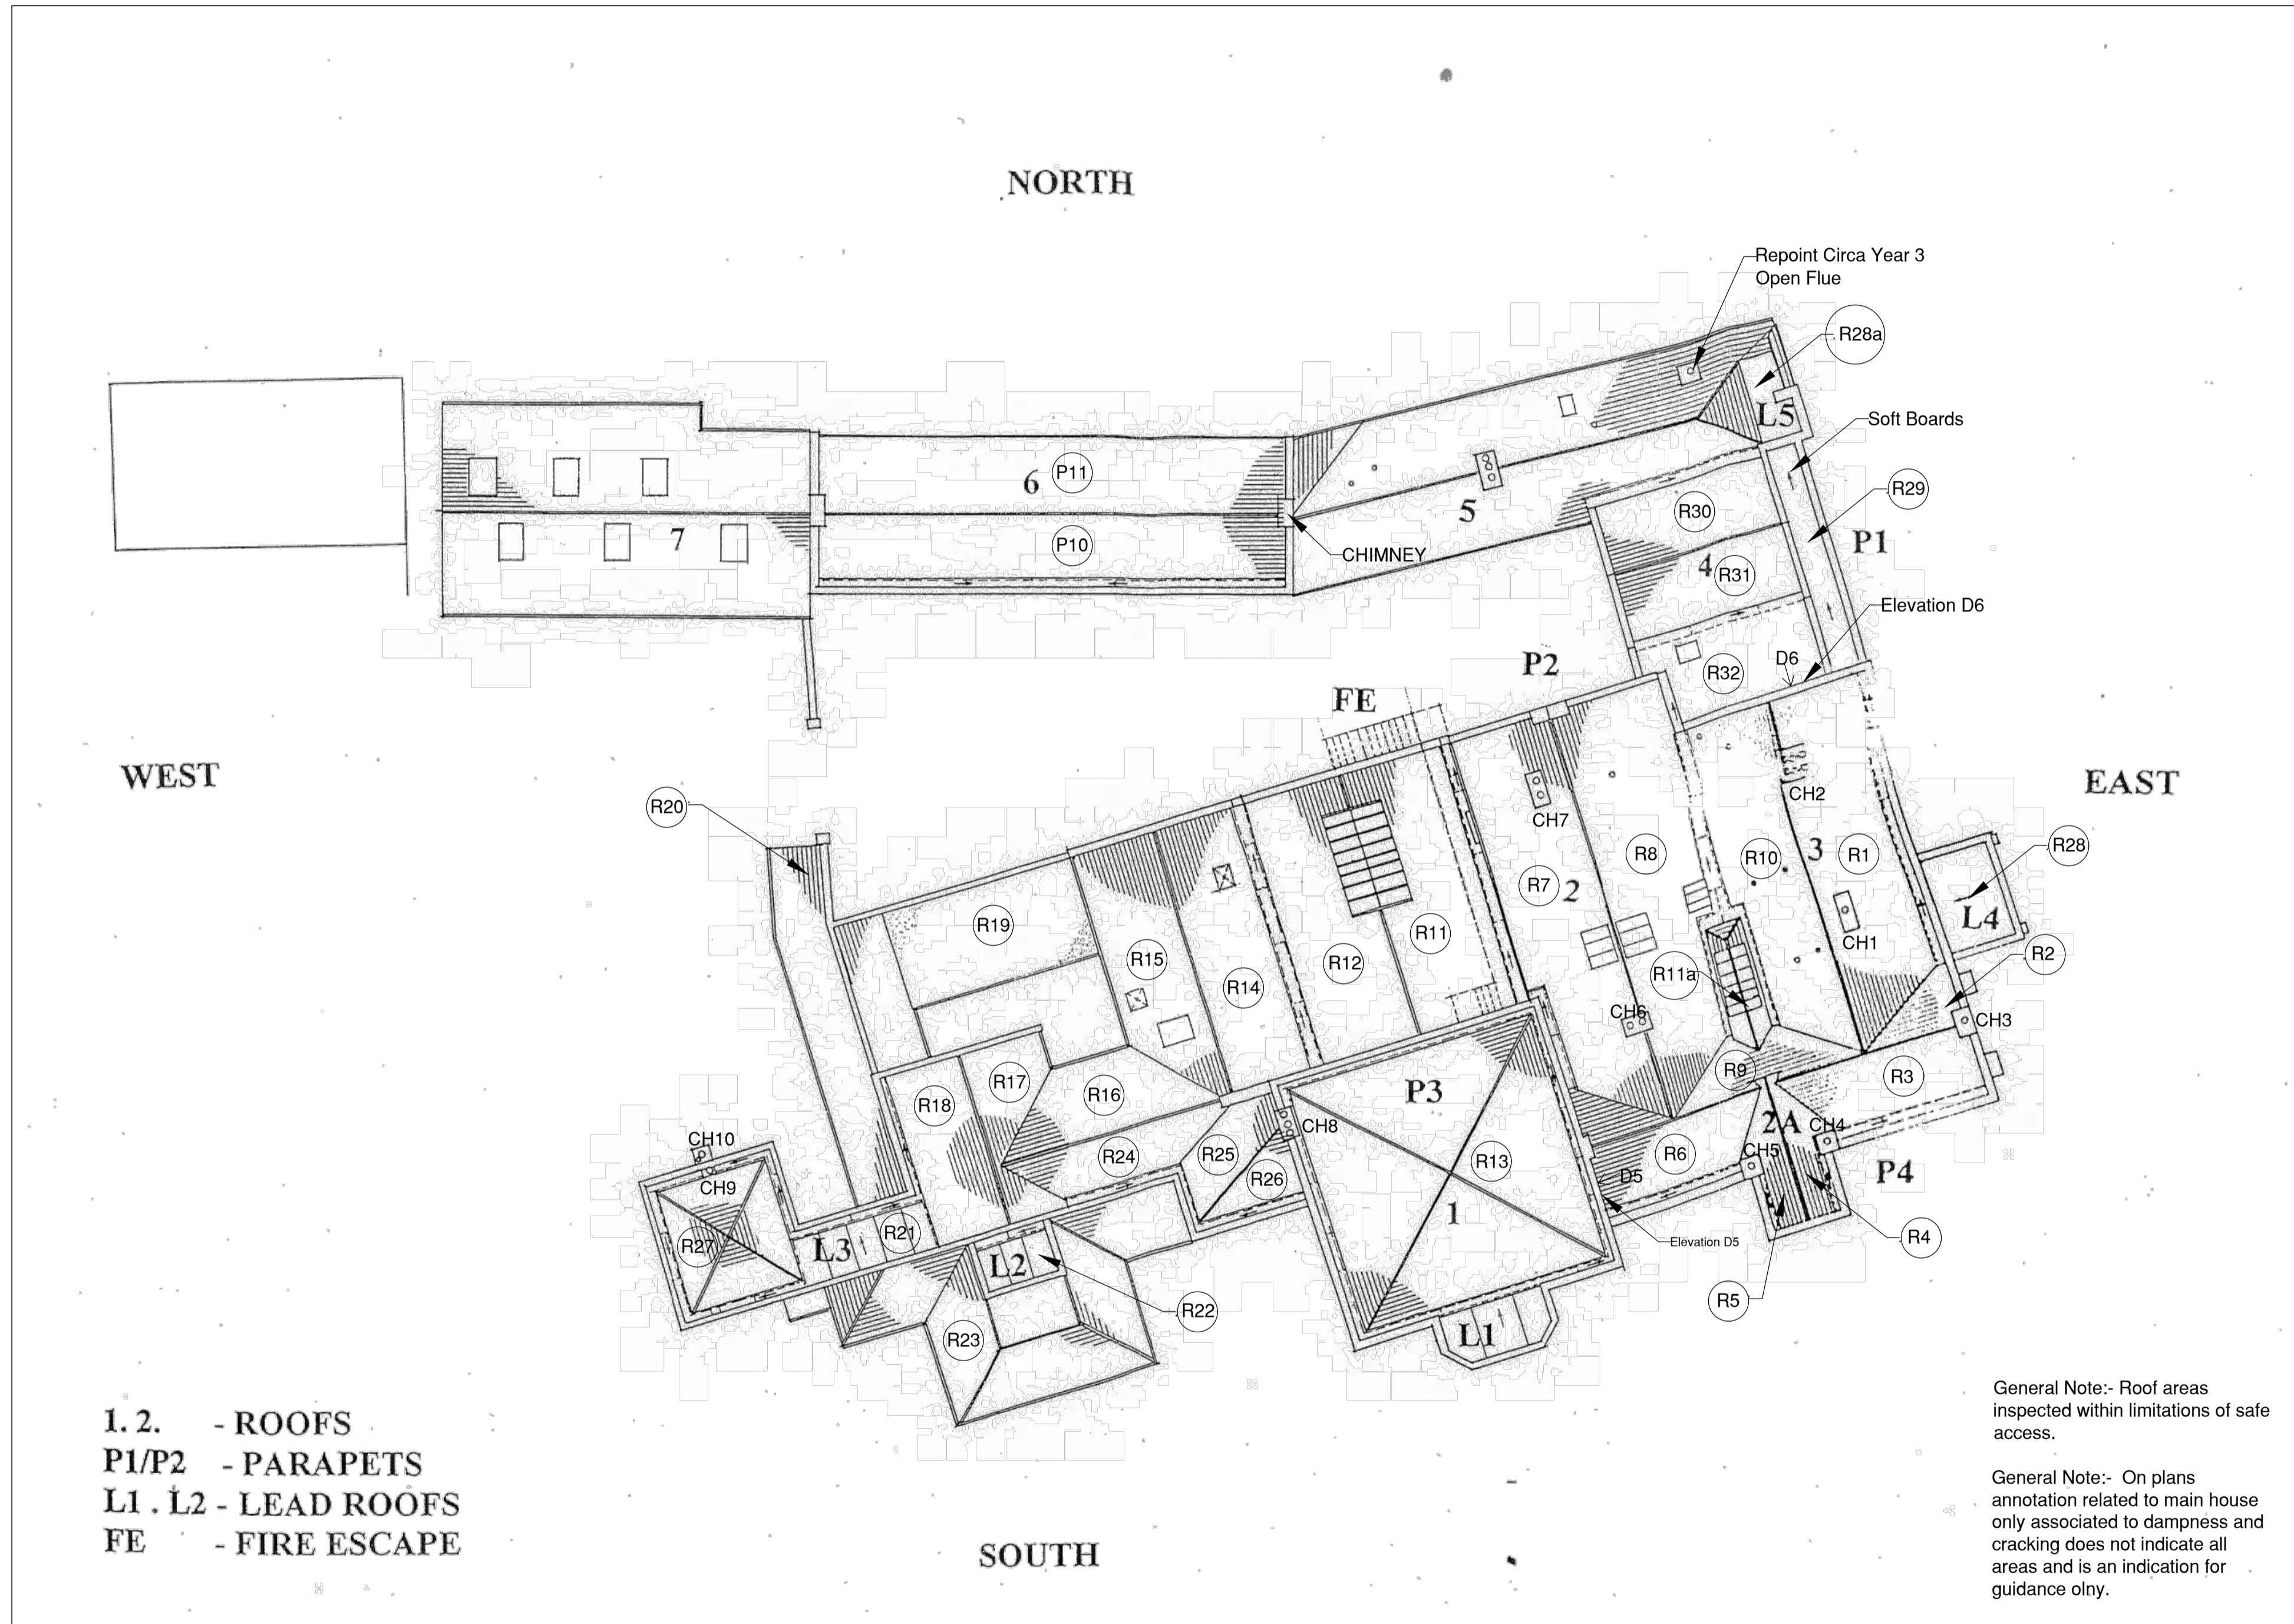 NORTH
Repoint Circa Year 3
Open Flue
R28a
L5
Soft Boards
R29
P11
6
5
R30
P1
7
P10
CHIMNEY
4
R31
Elevation D6
P2
D6
R32
FE
WEST
EAST
R20
CH2
CH7
R8
R10
3
R1
R28
R7
2
L4
R19
R12
R11
CH1
R15
R14
R11a
R2
CH6
CH3
R17
R9
R3
R16
R18
P3
2A
CH4
CH8
CH10
R25
R24
R13
R6
CH5
P4
CH9
R26
D5
1
R27
L3
R21
L2
Elevation D5
R4
R5
R22
R23
L1
1. 2. - ROOFS
P1/P2 - PARAPETS
L1 . L2 - LEAD ROOFS
FE - FIRE ESCAPE
SOUTH
General Note:- Roof areas
inspected within limitations of safe
access.
General Note:- On plans
annotation related to main house
only associated to dampness and
cracking does not indicate all
areas and is an indication for
guidance olny.